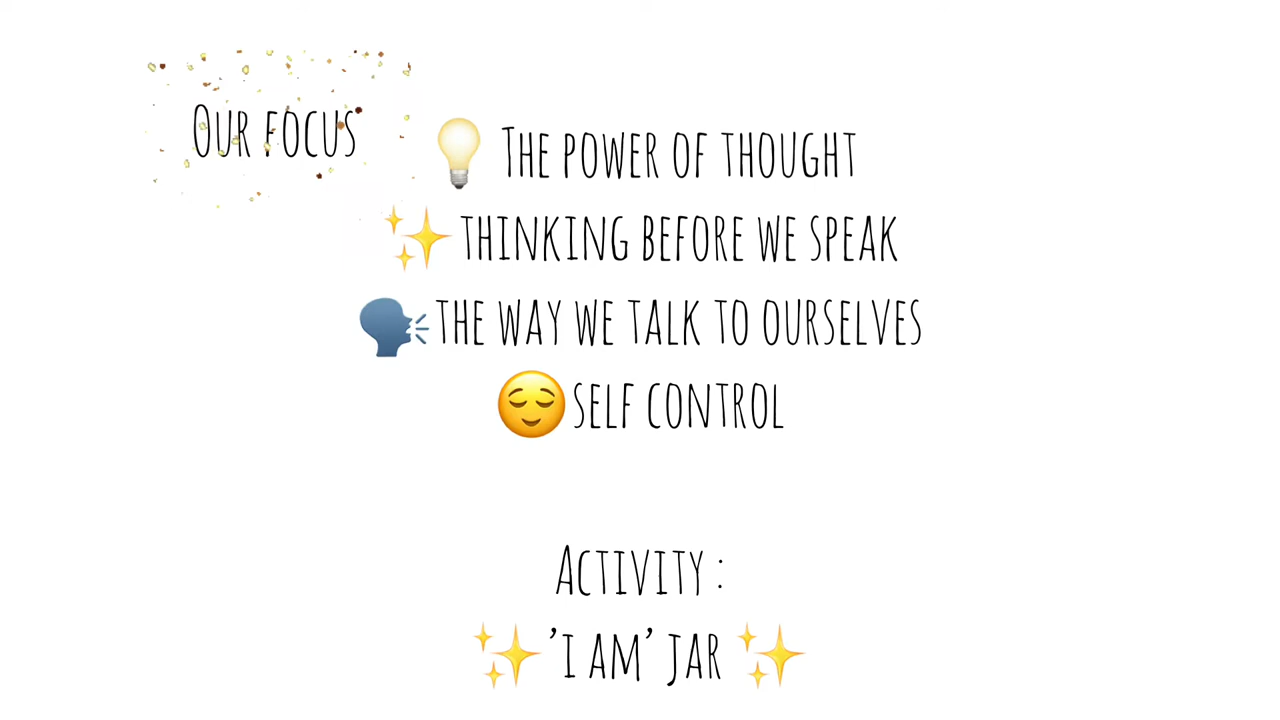 Our focus
💡 The power of thought
✨ thinking before we speak
🗣️ the way we talk to ourselves
😌 self control
Activity :
✨ 'I am' jar ✨